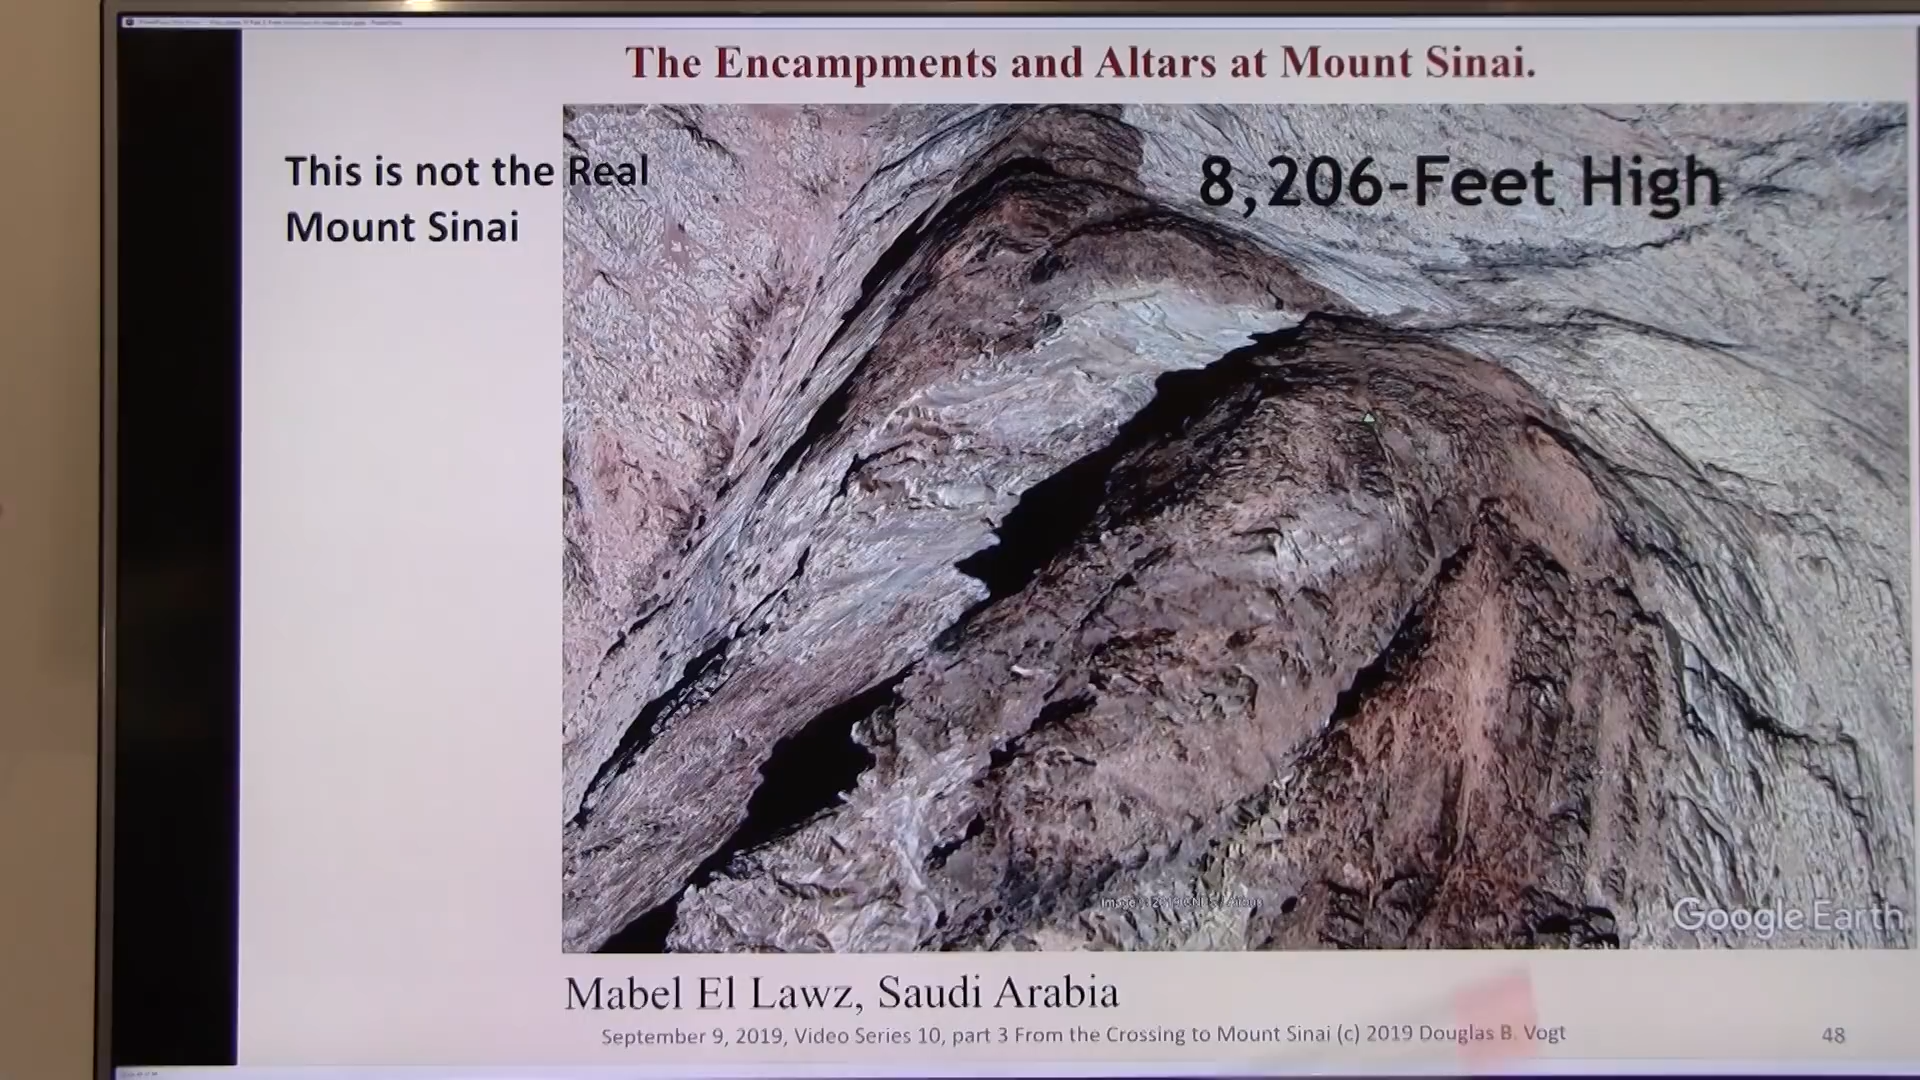 The Encampments and Altars at Mount Sinai.
This is not the Real
Mount Sinai
8,206-Feet High
Google Earth
Mabel El Lawz, Saudi Arabia
September 9, 2019, Video Series 10, part 3 From the Crossing to Mount Sinai (c) 2019 Douglas B. Vogt
48